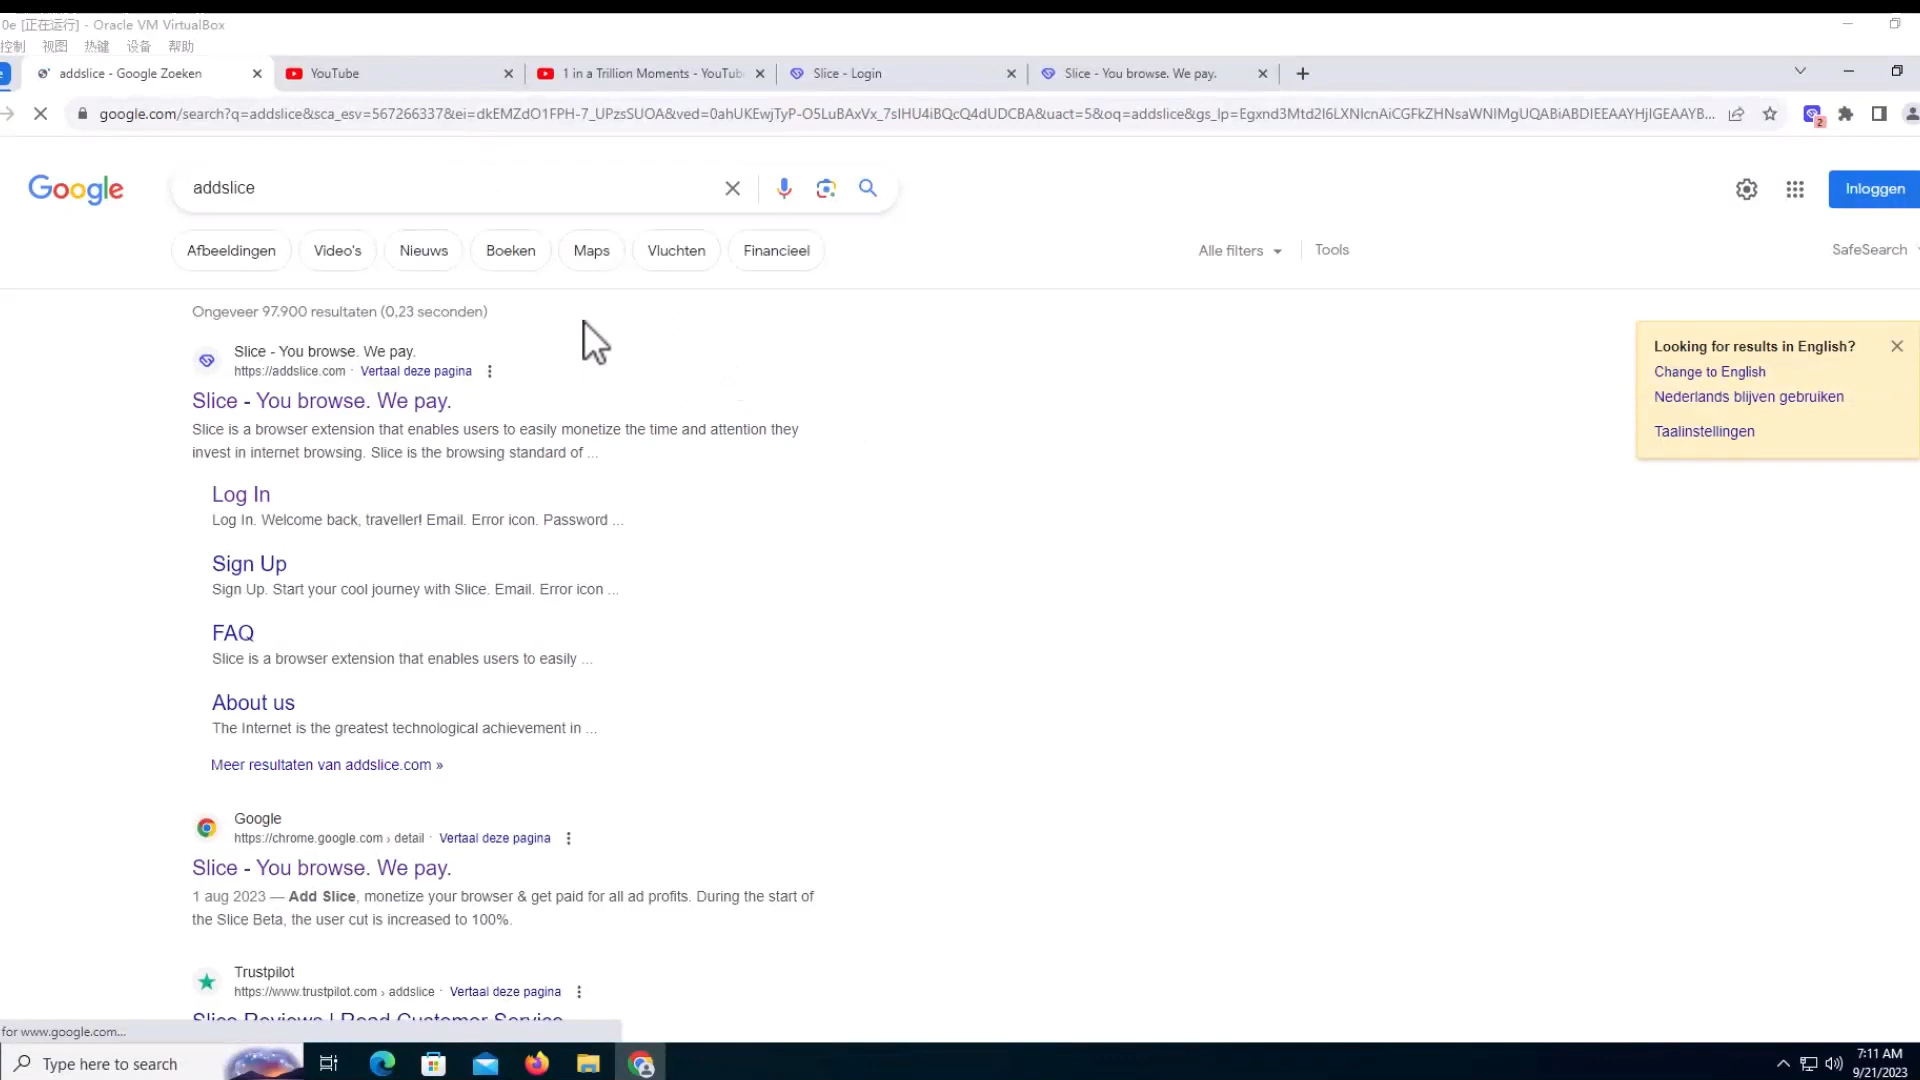 0e [正在运行] - Oracle VM VirtualBox
控制 视图 热键 设备 帮助
addslice - Google Zoeken
YouTube
1 in a Trillion Moments - YouTube
Slice - Login
Slice - You browse. We pay.
google.com/search?q=addslice&sca_esv=567266337&ei=dkEMZdO1FPH-7_UPzsSUOA&ved=0ahUKEwjTyP-O5LuBAxVx_7sIHU4iBQcQ4dUDCBA&uact=5&oq=addslice&gs_lp=Egxnd3Mtd2l6LXNlcnAiCGFkZHNsaWNlMgUQABiABDIEEAAYHjIGEAAYB...
2
Google
addslice
Inloggen
Afbeeldingen
Video's
Nieuws
Boeken
Maps
Vluchten
Financieel
Alle filters
Tools
SafeSearch
Ongeveer 97.900 resultaten (0,23 seconden)
Looking for results in English?
Change to English
Nederlands blijven gebruiken
Taalinstellingen
Slice - You browse. We pay.
https://addslice.com · Vertaal deze pagina
Slice - You browse. We pay.
Slice is a browser extension that enables users to easily monetize the time and attention they
invest in internet browsing. Slice is the browsing standard of ...
Log In
Log In. Welcome back, traveller! Email. Error icon. Password ...
Sign Up
Sign Up. Start your cool journey with Slice. Email. Error icon ...
FAQ
Slice is a browser extension that enables users to easily ...
About us
The Internet is the greatest technological achievement in ...
Meer resultaten van addslice.com »
Google
https://chrome.google.com › detail · Vertaal deze pagina
Slice - You browse. We pay.
1 aug 2023 — Add Slice, monetize your browser & get paid for all ad profits. During the start of
the Slice Beta, the user cut is increased to 100%.
Trustpilot
https://www.trustpilot.com › addslice · Vertaal deze pagina
Slice Reviews | Read Customer Service
for www.google.com...
Type here to search
7:11 AM
9/21/2023